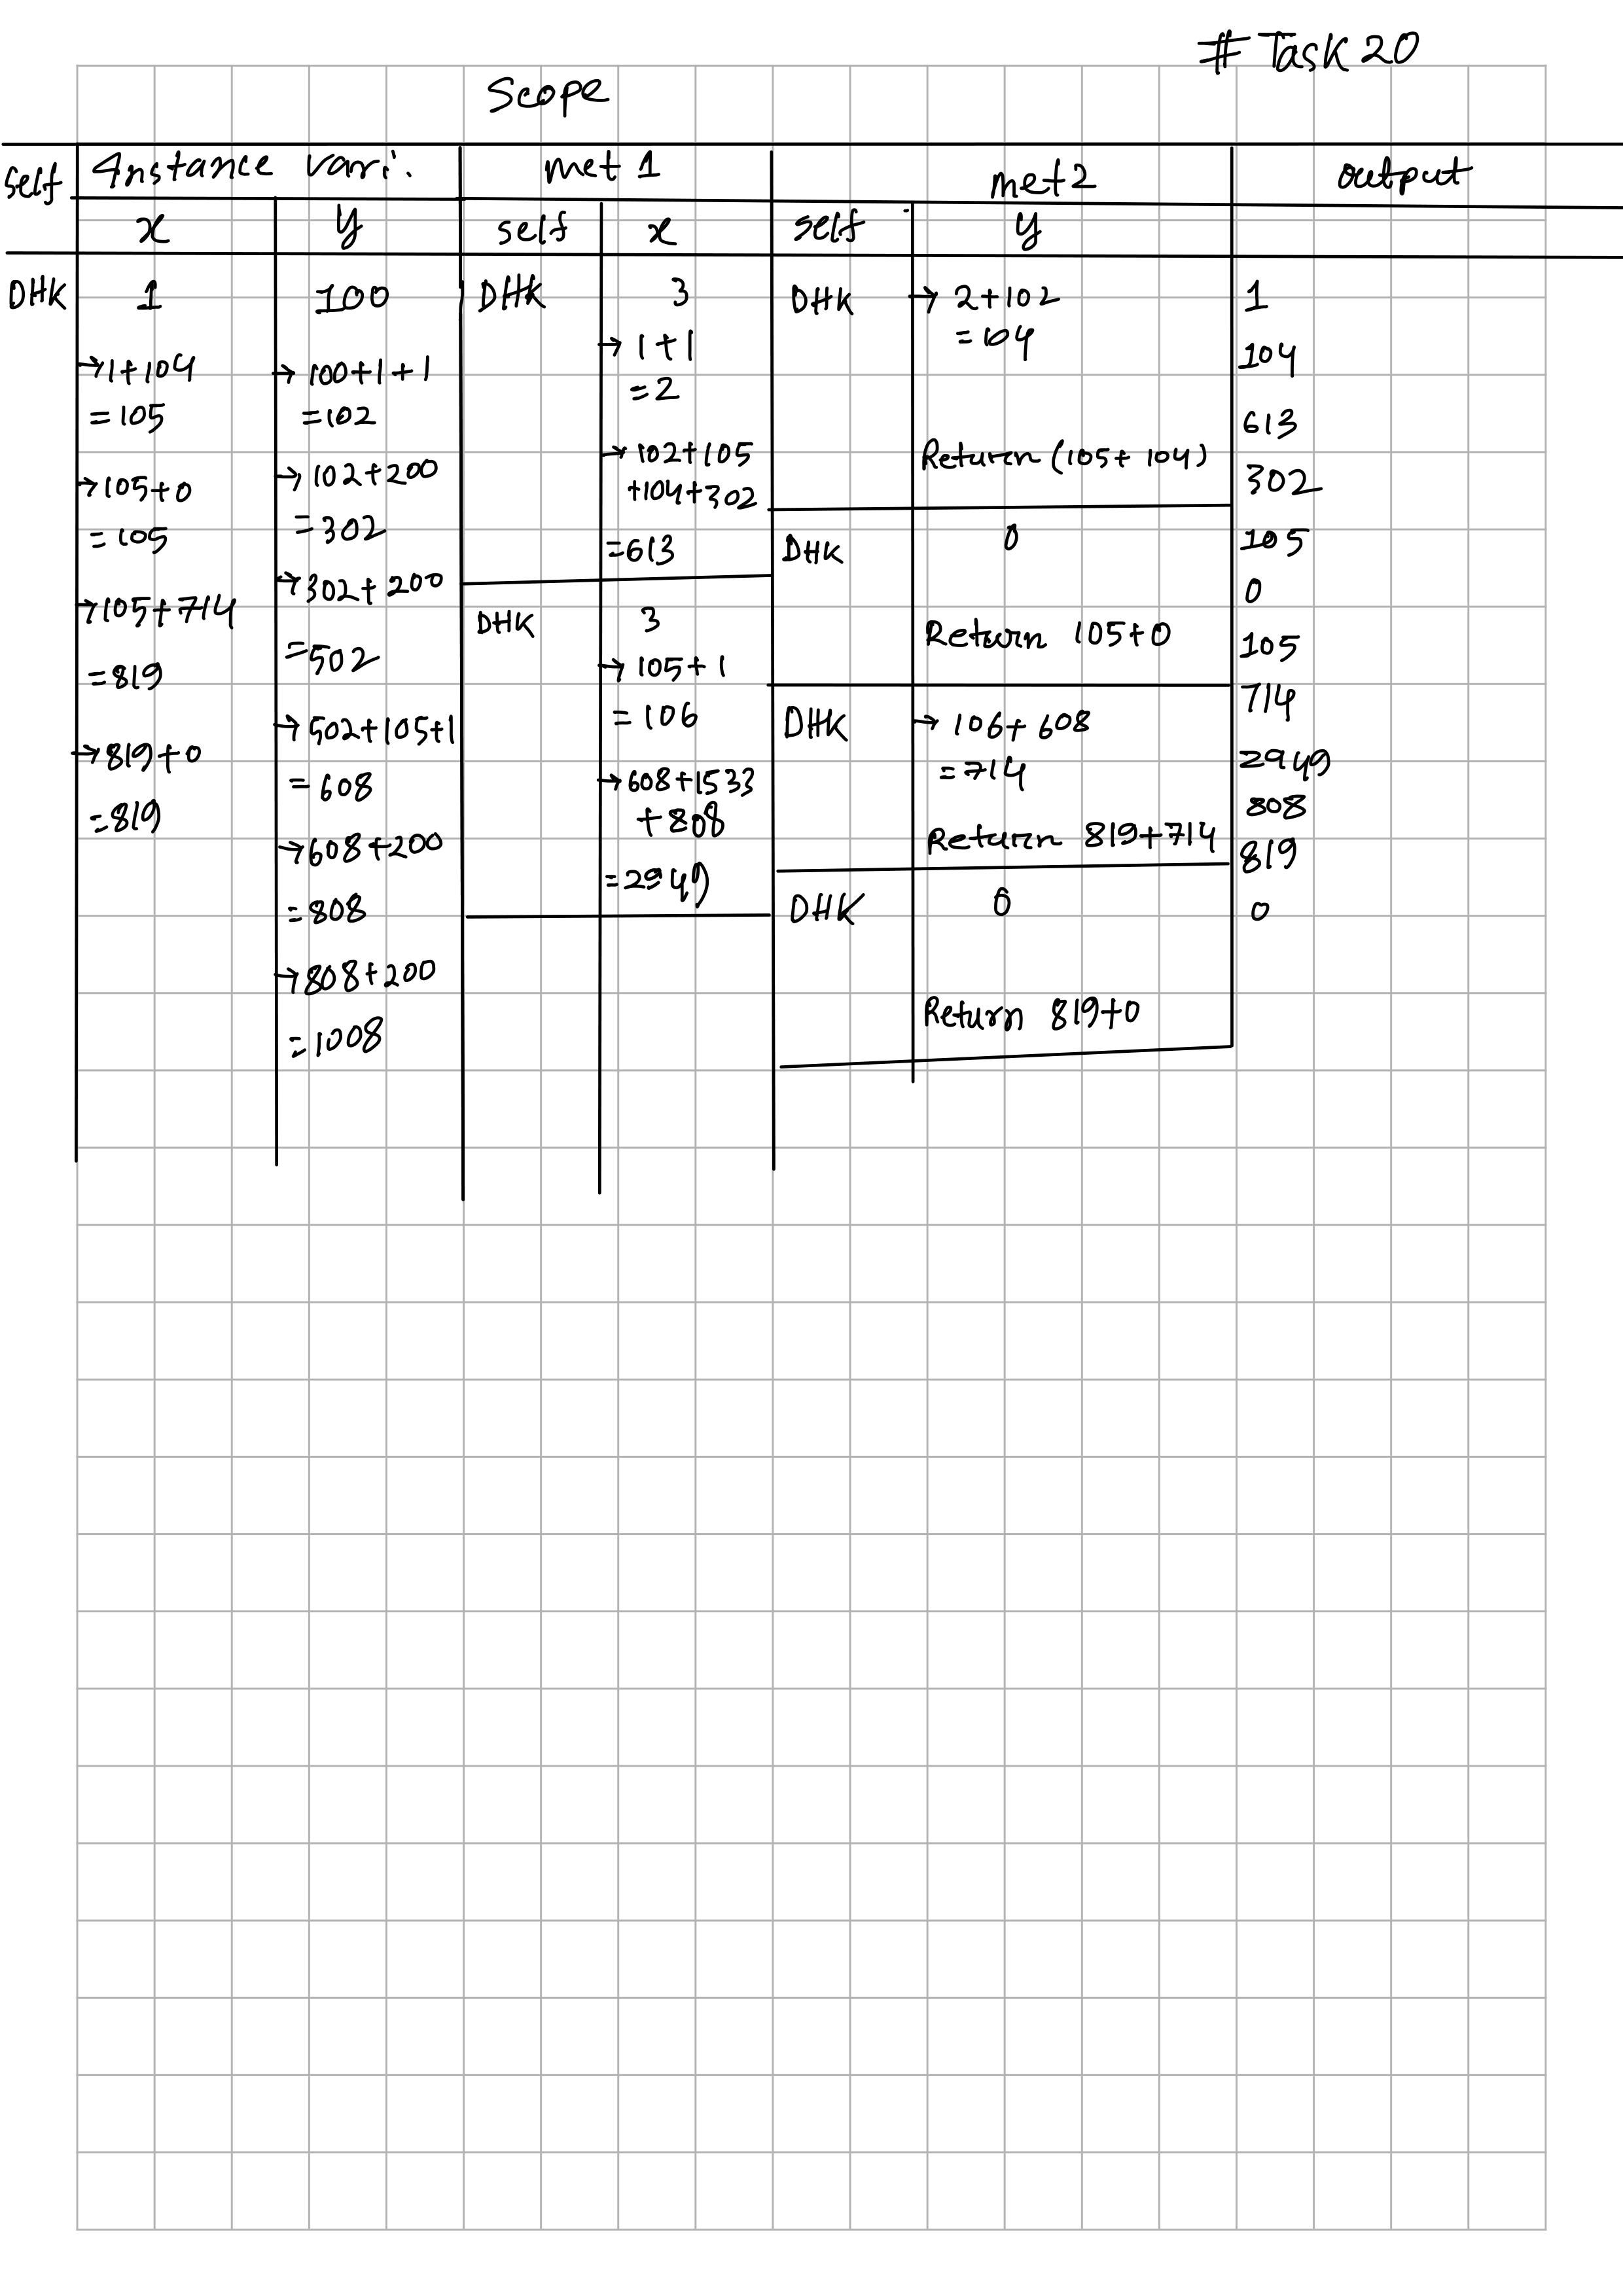 # Task 20
Scope
self Instance vari. met 1 met2 output
x y self x self y
DHK 1 100 DHK 3 DHK → 2+102 1
→ 1+1 = 104
→1+104 → 100+1+1 = 2 104
=105 =102 613
→ 102+105 Return (105+ 104)
→105+0 → 102+200 +104+302 302
=105 =302 =613 DHK 0 105
→302+200 0
→105+714 DHK 3 Return 105+0 105
=819 =502 → 105+1
= 106 714
→ 502+105+1 DHK → 106+608
→819+0 = 608 → 608+1533 =714 2949
=819 + 808 808
→608+200 Return 819+714 819
=2949
=808 DHK 0 0
→808+200
=1008 Return 819+0